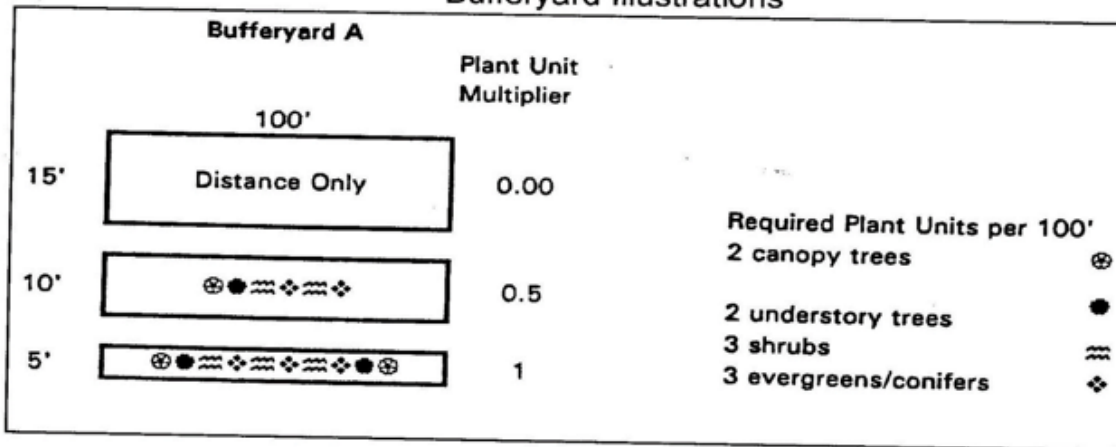 Bufferyard Illustrations
Bufferyard A
Plant Unit
Multiplier
100'
15'
Distance Only
0.00
10'
0.5
5'
1
Required Plant Units per 100'
2 canopy trees
2 understory trees
3 shrubs
3 evergreens/conifers